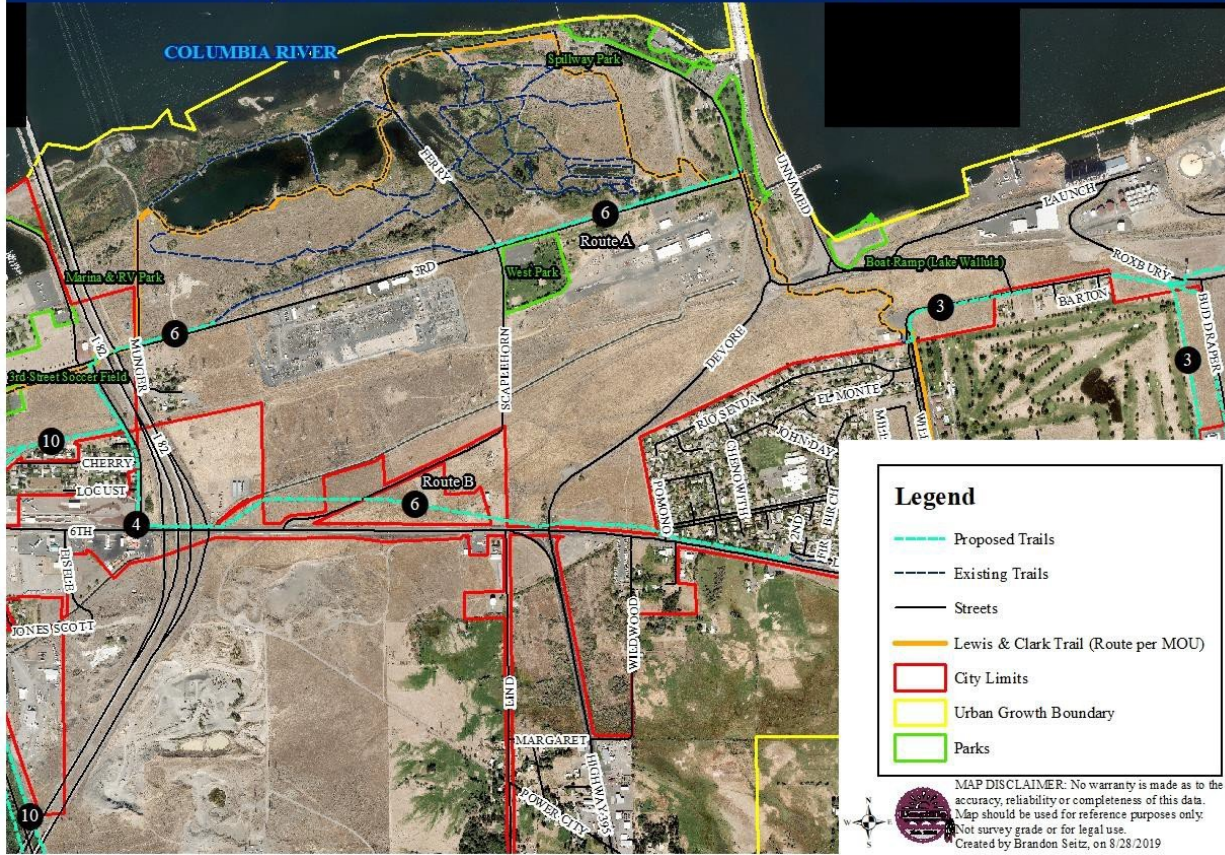 COLUMBIA RIVER
Spillway Park
FERRY
UNNAMED
LAUNCH
6
Route A
ROXBURY
Marina & RV Park
3RD
West Park
Boat Ramp (Lake Wallula)
BARTON
3
6
I 82
MUNGER
SCAPLEHORN
DEVORE
BUD DRAPER
3
3rd Street Soccer Field
RIO SENDA
EL MONTE
10
I 82
CHERRY
JOHN DAY
LOCUST
Route B
CHENOWITH
6
4
6TH
2ND
BIRCH
EISELE
JONES SCOTT
WILDWOOD
LIND
MARGARET
HIGHWAY 395
POWER CITY
10
Legend
Proposed Trails
Existing Trails
Streets
Lewis & Clark Trail (Route per MOU)
City Limits
Urban Growth Boundary
Parks
N
W E
S
MAP DISCLAIMER: No warranty is made as to the
accuracy, reliability or completeness of this data.
Map should be used for reference purposes only.
Not survey grade or for legal use.
Created by Brandon Seitz, on 8/28/2019